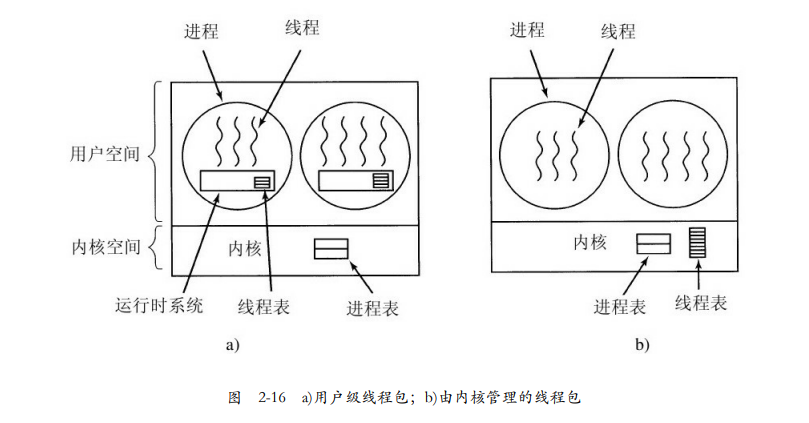 进程 线程 进程 线程
用户空间
内核空间 内核 内核
运行时系统 线程表 进程表 进程表 线程表
a) b)
图 2-16 a)用户级线程包；b)由内核管理的线程包